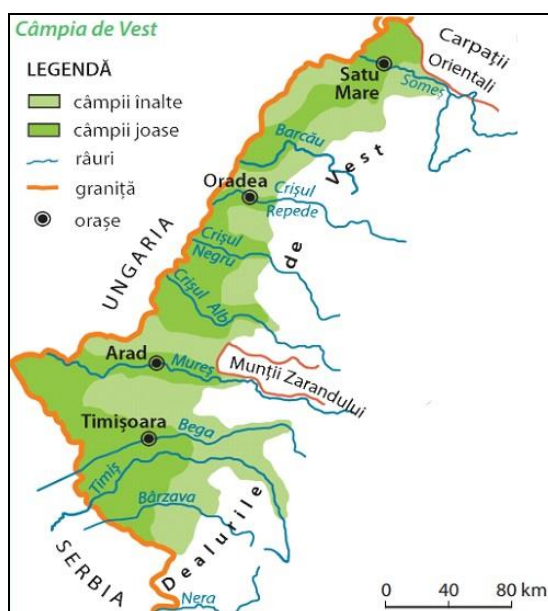 Câmpia de Vest
LEGENDĂ
câmpii înalte
câmpii joase
râuri
graniță
orașe
Carpații
Orientali
Satu
Mare
Someș
Barcău
Vest
Oradea
Crișul
Repede
de
UNGARIA
Crișul
Negru
Crișul Alb
Arad
Mureș
Munții Zarandului
Timișoara
Bega
Timiș
Bârzava
Dealurile
SERBIA
Nera
0 40 80 km